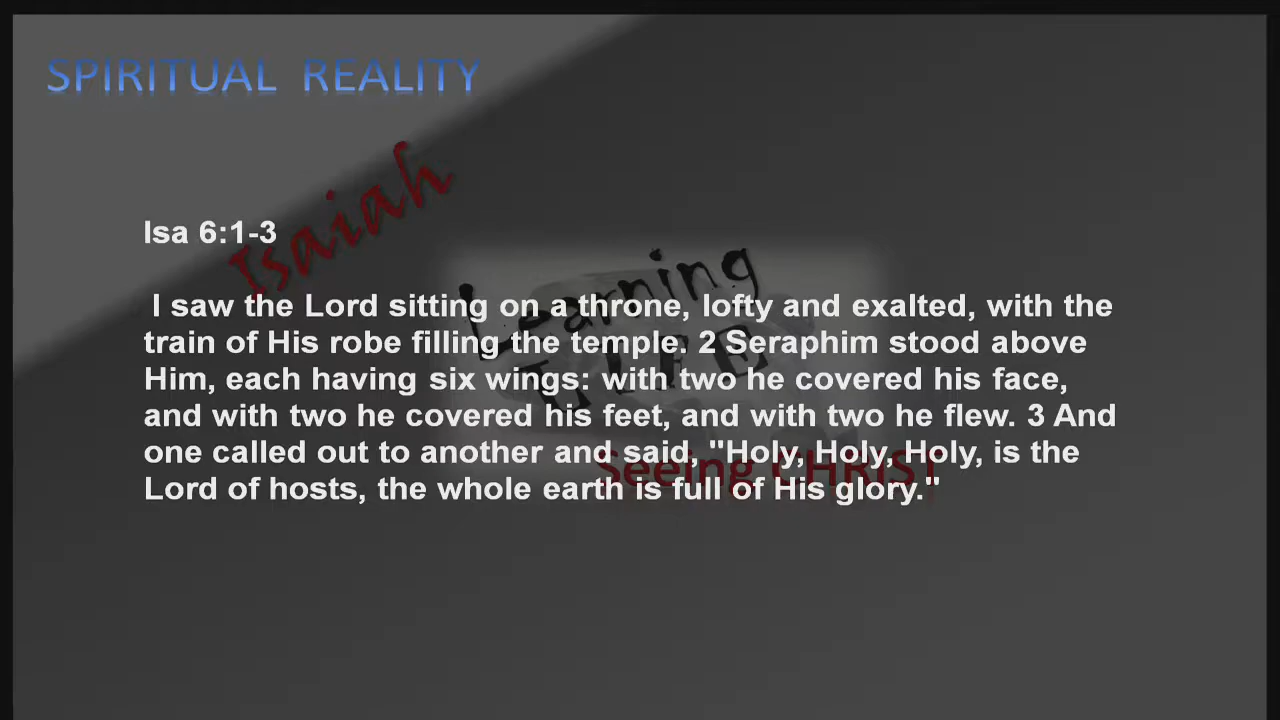 SPIRITUAL REALITY
Isaiah
Isa 6:1-3
Learning
LIFE
I saw the Lord sitting on a throne, lofty and exalted, with the
train of His robe filling the temple. 2 Seraphim stood above
Him, each having six wings: with two he covered his face,
and with two he covered his feet, and with two he flew. 3 And
one called out to another and said, "Holy, Holy, Holy, is the
Lord of hosts, the whole earth is full of His glory."
Seeing CHRIST